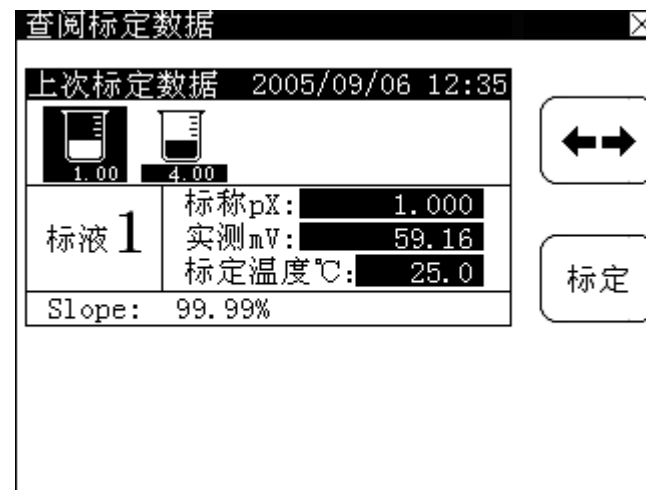 查阅标定数据
上次标定数据 2005/09/06 12:35
1.00 4.00
标液1
标称pX: 1.000
实测mV: 59.16
标定温度℃: 25.0
Slope: 99.99%
标定